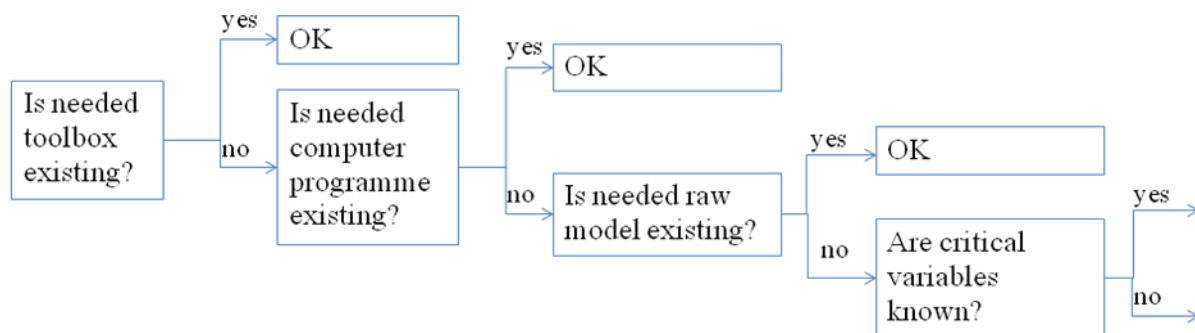 yes
OK
Is needed
toolbox
existing?
no
Is needed
computer
programme
existing?
yes
OK
no
Is needed raw
model existing?
yes
OK
no
Are critical
variables
known?
yes
no